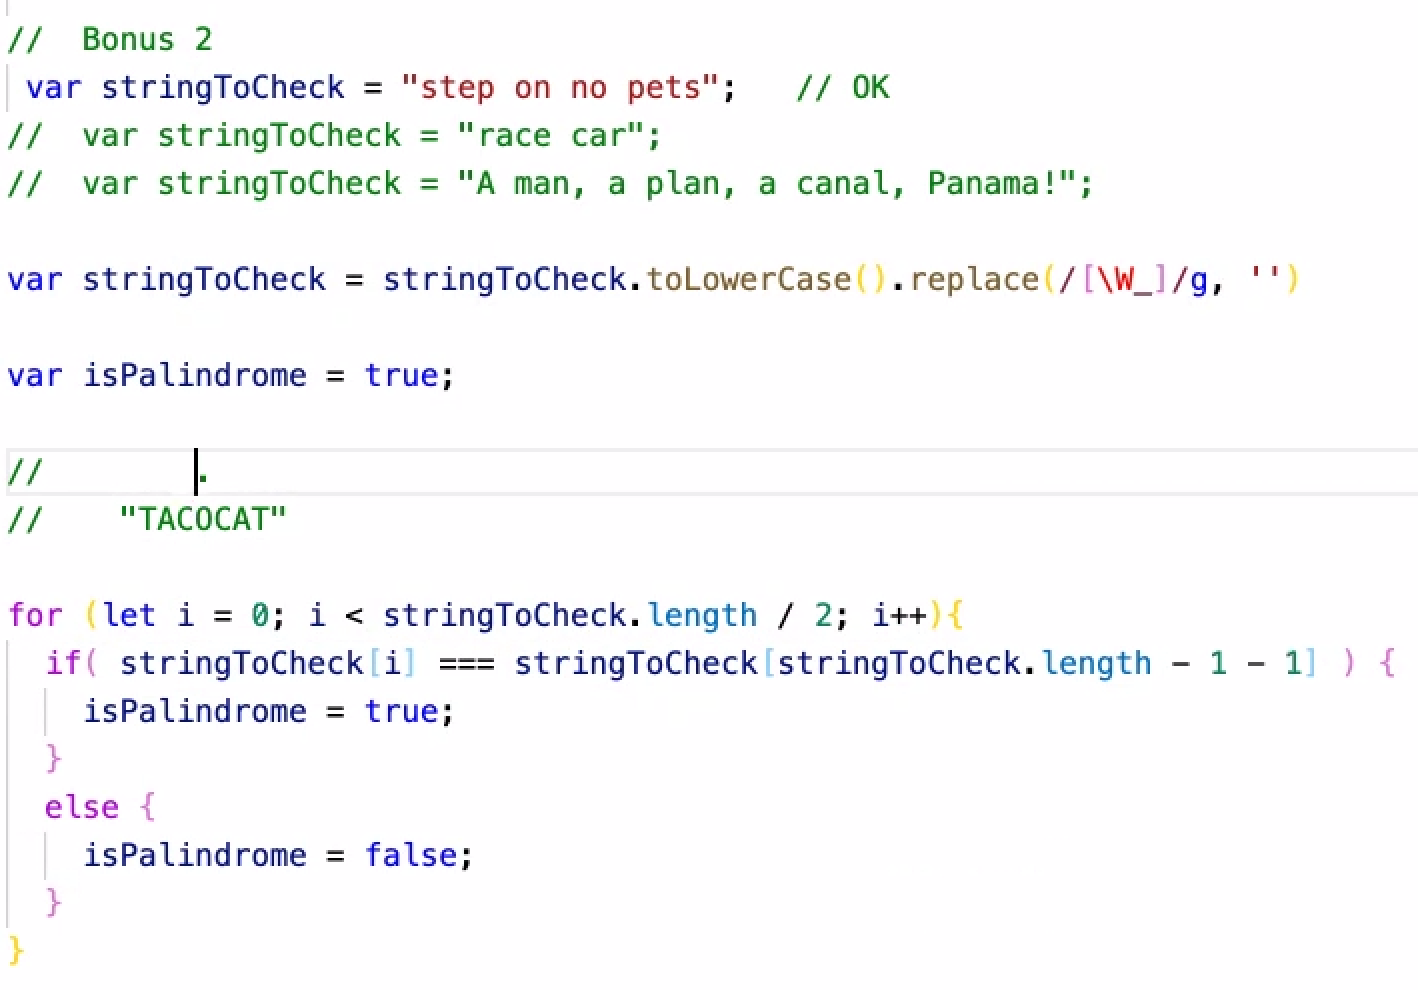 //  Bonus 2
 var stringToCheck = "step on no pets";   // OK
//  var stringToCheck = "race car";
//  var stringToCheck = "A man, a plan, a canal, Panama!";
var stringToCheck = stringToCheck.toLowerCase().replace(/[\W_]/g, '')
var isPalindrome = true;
//        .
//    "TACOCAT"
for (let i = 0; i < stringToCheck.length / 2; i++){
  if( stringToCheck[i] === stringToCheck[stringToCheck.length - 1 - 1] ) {
    isPalindrome = true;
  }
  else {
    isPalindrome = false;
  }
}